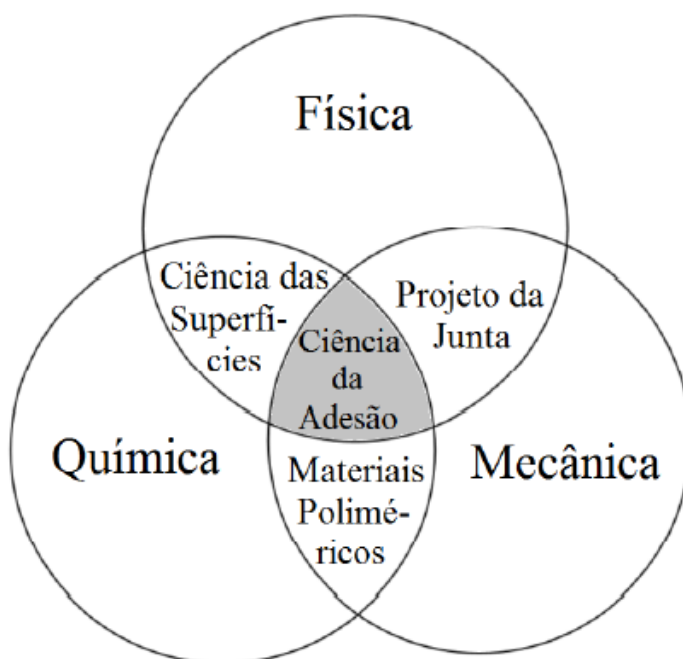 Física
Ciência das
Superfí-
cies
Projeto da
Junta
Ciência
da
Adesão
Química
Mecânica
Materiais
Polimé-
ricos